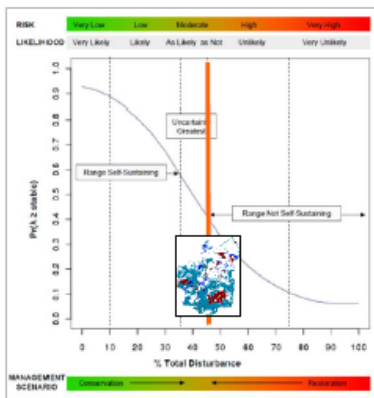 RISK Very Low Low Moderate High Very High
LIKELIHOOD Very Likely Likely As Likely as Not Unlikely Very Unlikely
1.0
0.9
0.8
0.7
0.6
0.5
0.4
0.3
0.2
0.1
0.0
Pr(λ ≥ stable)
Greatest
Range Self-Sustaining
Range Not Self-Sustaining
0 10 20 30 40 50 60 70 80 90 100
% Total Disturbance
MANAGEMENT
SCENARIO
Conservation
Restoration